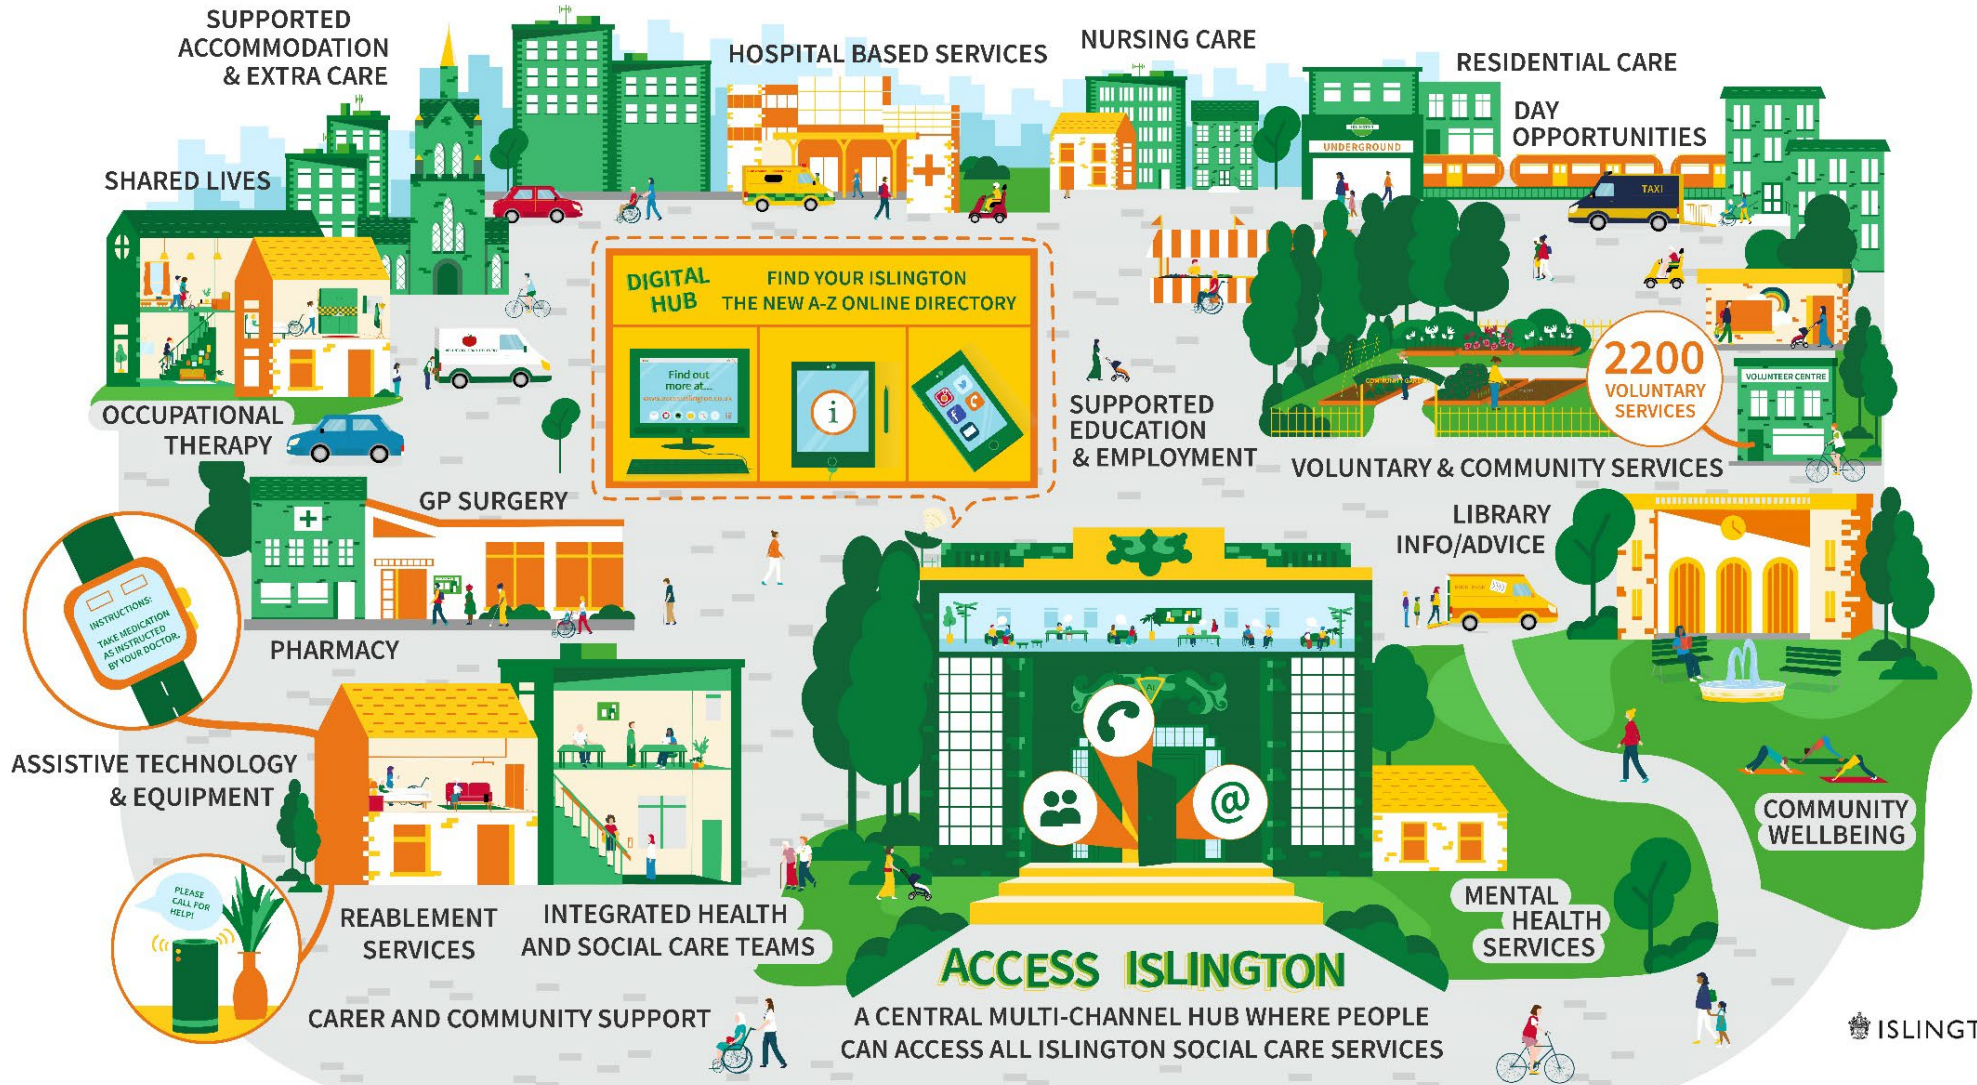 SUPPORTED
ACCOMMODATION
& EXTRA CARE
HOSPITAL BASED SERVICES
NURSING CARE
RESIDENTIAL CARE
DAY
OPPORTUNITIES
UNDERGROUND
TAXI
SHARED LIVES
DIGITAL
HUB
FIND YOUR ISLINGTON
THE NEW A-Z ONLINE DIRECTORY
Find out
more at...
i
2200
VOLUNTARY
SERVICES
VOLUNTEER CENTRE
OCCUPATIONAL
THERAPY
SUPPORTED
EDUCATION
& EMPLOYMENT
VOLUNTARY & COMMUNITY SERVICES
GP SURGERY
LIBRARY
INFO/ADVICE
INSTRUCTIONS:
TAKE MEDICATION
AS INSTRUCTED
BY YOUR DOCTOR.
PHARMACY
ASSISTIVE TECHNOLOGY
& EQUIPMENT
@
COMMUNITY
WELLBEING
PLEASE
CALL FOR
HELP!
REABLEMENT
SERVICES
INTEGRATED HEALTH
AND SOCIAL CARE TEAMS
MENTAL
HEALTH
SERVICES
ACCESS ISLINGTON
CARER AND COMMUNITY SUPPORT
A CENTRAL MULTI-CHANNEL HUB WHERE PEOPLE
CAN ACCESS ALL ISLINGTON SOCIAL CARE SERVICES
ISLINGT